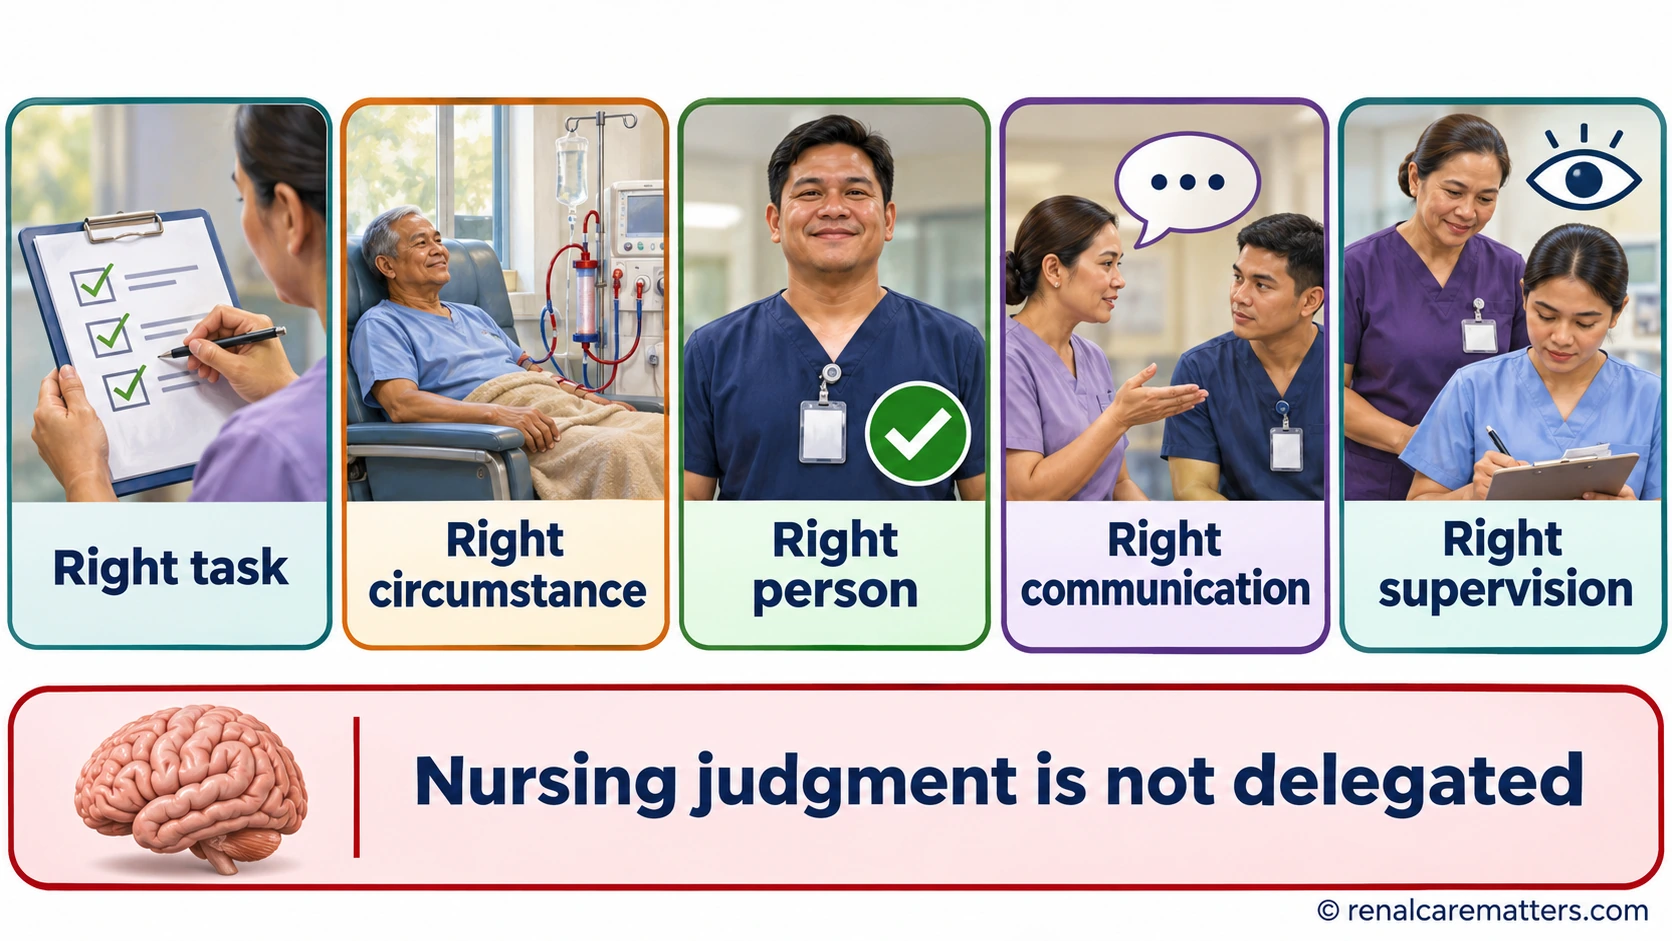 Right task
Right
circumstance
Right
person
Right
communication
Right
supervision
Nursing judgment is not delegated
© renalcarematters.com